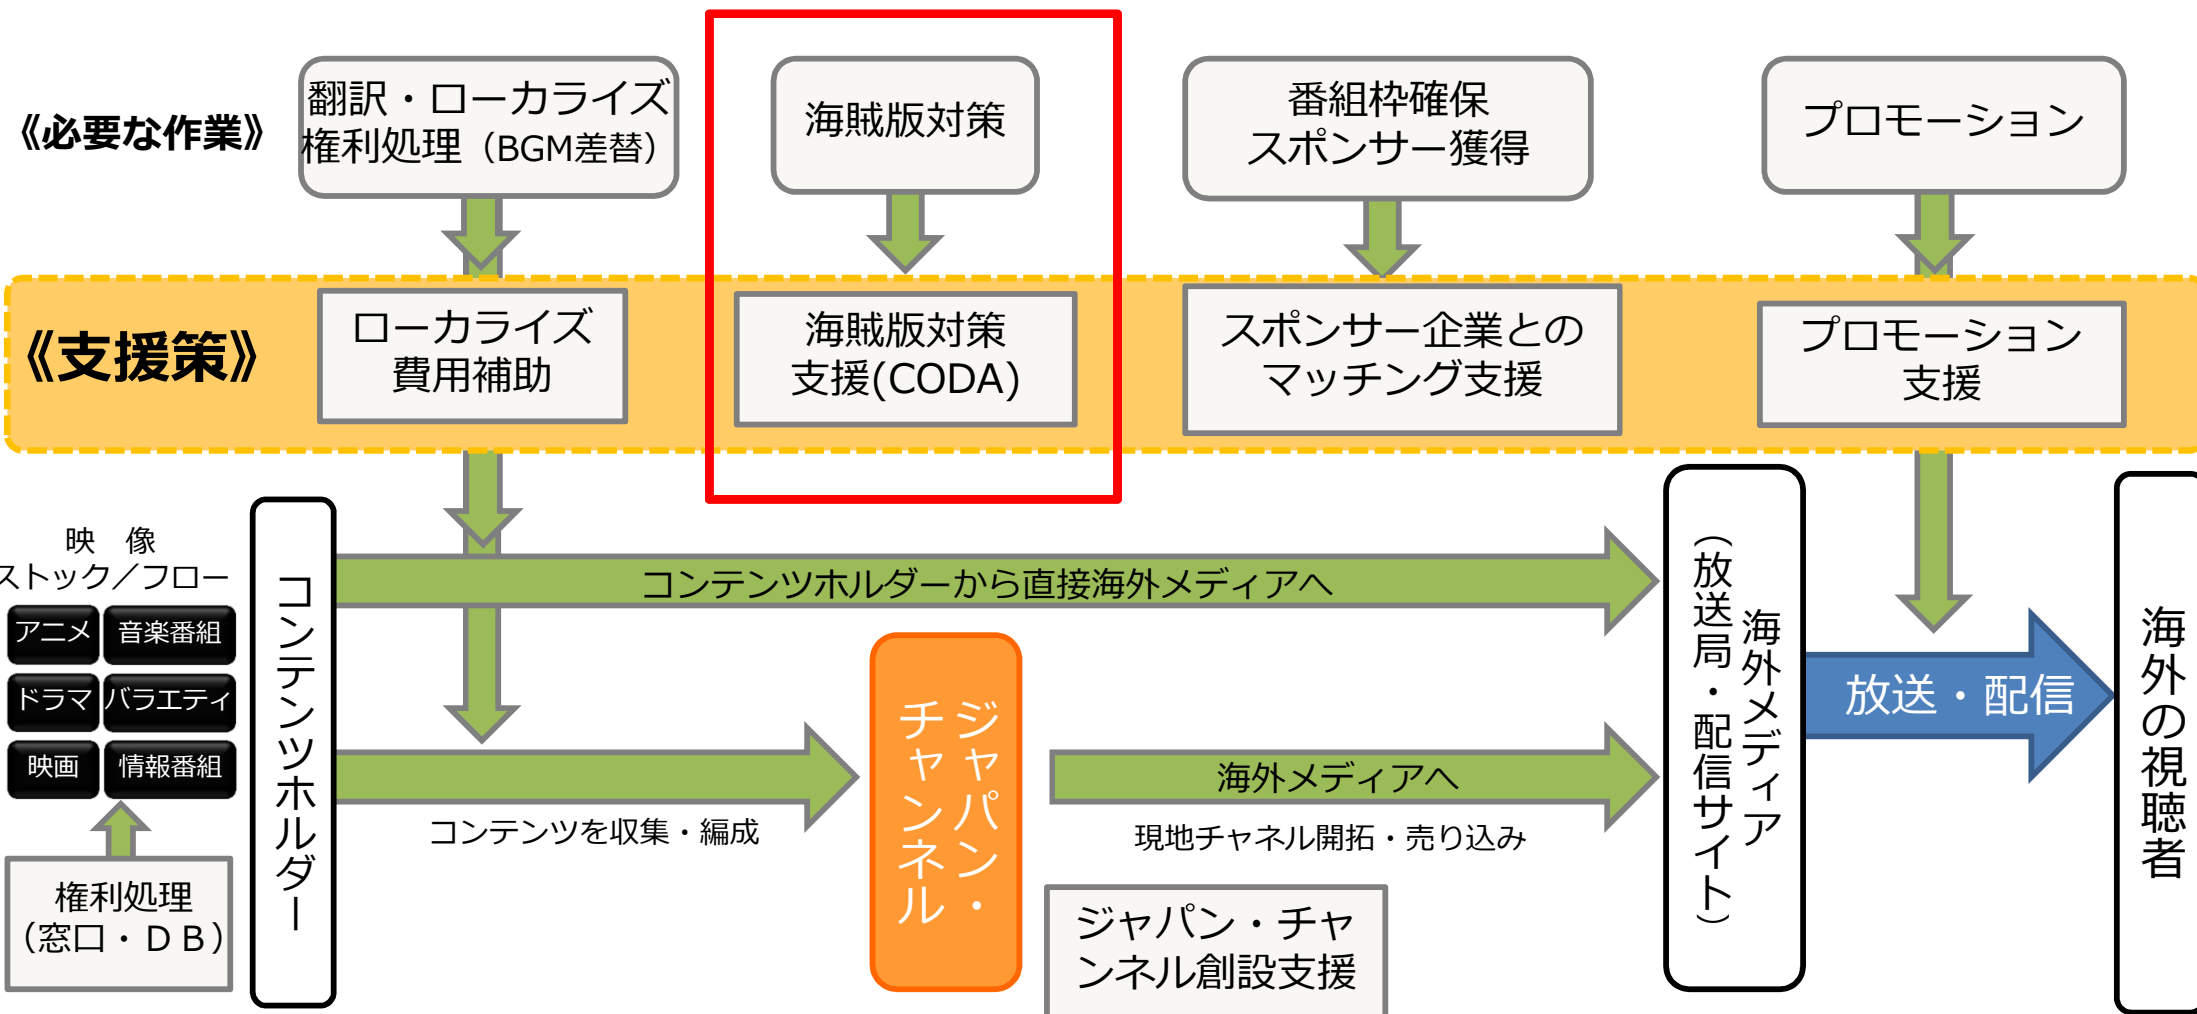 《必要な作業》
翻訳・ローカライズ
権利処理（BGM差替）
海賊版対策
番組枠確保
スポンサー獲得
プロモーション
《支援策》
ローカライズ
費用補助
海賊版対策
支援(CODA)
スポンサー企業との
マッチング支援
プロモーション
支援
映　像
ストック／フロー
アニメ
音楽番組
ドラマ
バラエティ
映画
情報番組
権利処理
（窓口・ＤＢ）
コンテンツホルダー
コンテンツホルダーから直接海外メディアへ
コンテンツを収集・編成
ジャパン・
チャンネル
海外メディアへ
現地チャネル開拓・売り込み
ジャパン・チャ
ンネル創設支援
海外メディア
（放送局・配信サイト）
放送・配信
海外の視聴者